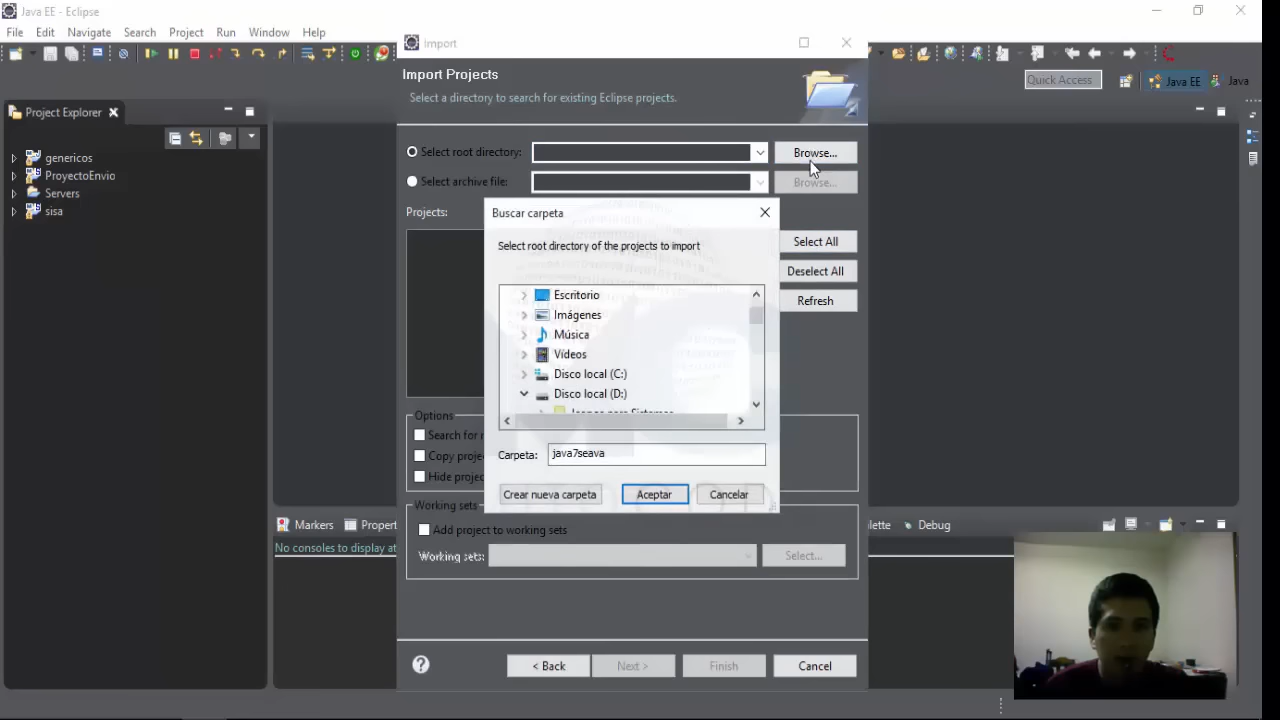 Java EE - Eclipse
File Edit Navigate Search Project Run Window Help
Import
Quick Access
Java EE
Java
Import Projects
Select a directory to search for existing Eclipse projects.
Project Explorer
genericos
ProyectoEnvio
Servers
sisa
Select root directory:
Browse...
Select archive file:
Browse...
Projects:
Select All
Deselect All
Refresh
Buscar carpeta
Select root directory of the projects to import
Escritorio
Imágenes
Música
Vídeos
Disco local (C:)
Disco local (D:)
Carpeta:
java7seava
Crear nueva carpeta
Aceptar
Cancelar
Options
Search for
Copy
Hide
Working sets
Add project to working sets
Working sets:
Select...
Markers
No consoles to display at
Debug
?
< Back
Next >
Finish
Cancel